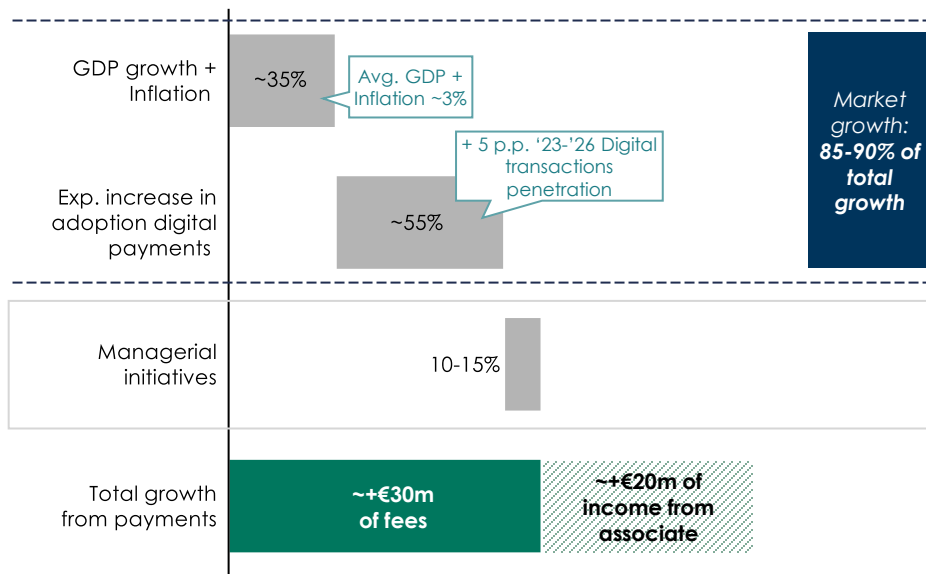 GDP growth +
Inflation
~35%
Avg. GDP +
Inflation ~3%
Market
growth:
85-90% of
total
growth
+ 5 p.p. ‘23-’26 Digital
transactions
penetration
Exp. increase in
adoption digital
payments
~55%
Managerial
initiatives
10-15%
Total growth
from payments
~+€30m
of fees
~+€20m of
income from
associate